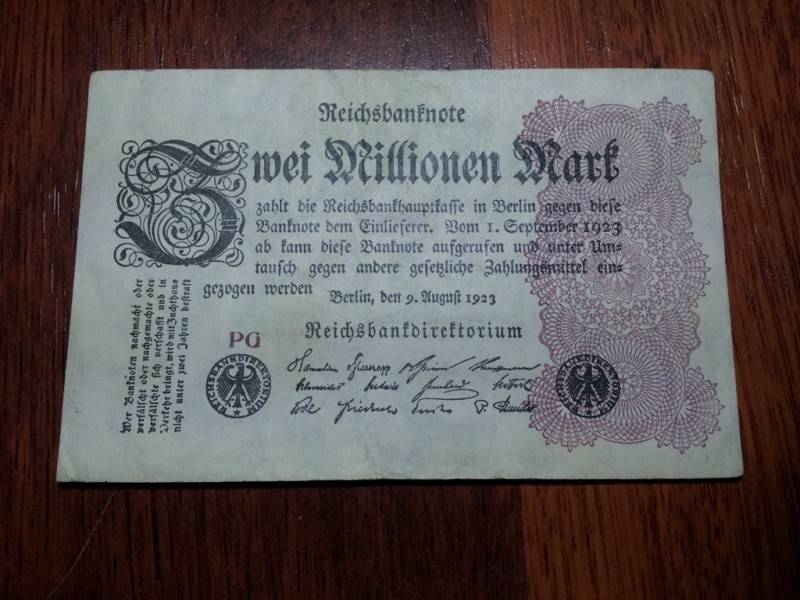 Reichsbanknote
Zwei Millionen Mark
zahlt die Reichsbankhauptkasse in Berlin gegen diese
Banknote dem Einlieferer. Vom 1. September 1923
ab kann diese Banknote aufgerufen und unter Um=
tausch gegen andere gesetzliche Zahlungsmittel ein=
gezogen werden
Berlin, den 9. August 1923
Reichsbankdirektorium
PG
REICHSBANKDIREKTORIUM
REICHSBANKDIREKTORIUM
Wer Banknoten nachmacht oder
verfälscht oder nachgemachte oder
verfälschte sich verschafft und in
Verkehr bringt, wird mit Zuchthaus
nicht unter zwei Jahren bestraft